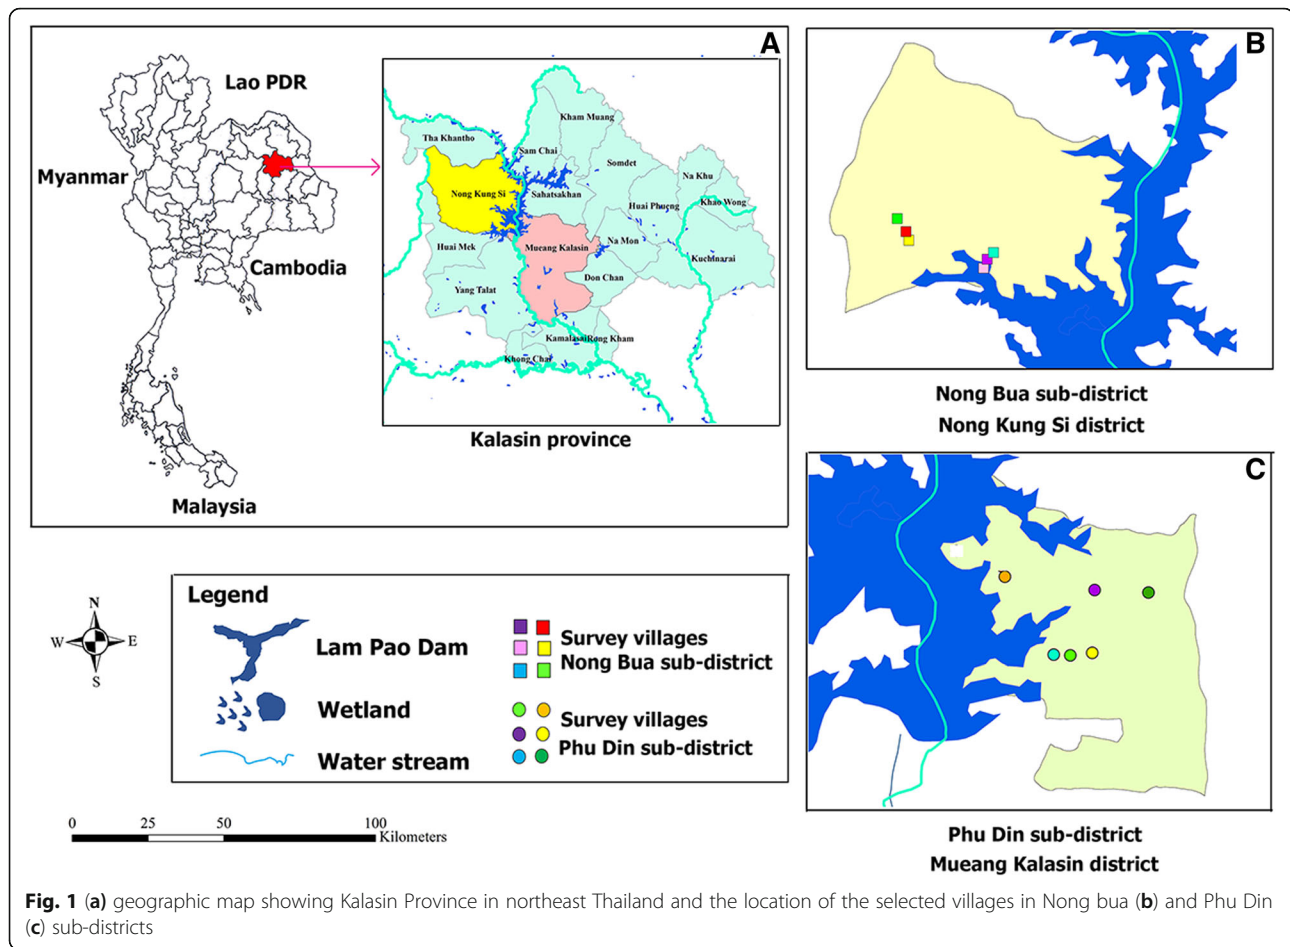 A
Lao PDR
Myanmar
Cambodia
Malaysia
Kham Muang
Tha Khantho
Sam Chai
Somdet
Na Khu
Nong Kung Si
Sahatsakhan
Huai Phueng
Khao Wong
Huai Mek
Mueang Kalasin
Na Mon
Kuchinarai
Don Chan
Yang Talat
Kamalasai Rong Kham
Khong Chai
Kalasin province
B
Nong Bua sub-district
Nong Kung Si district
C
Phu Din sub-district
Mueang Kalasin district
N
W E
S
Legend
Lam Pao Dam
Wetland
Water stream
Survey villages
Nong Bua sub-district
Survey villages
Phu Din sub-district
0 25 50 100
Kilometers
Fig. 1 (a) geographic map showing Kalasin Province in northeast Thailand and the location of the selected villages in Nong bua (b) and Phu Din
(c) sub-districts